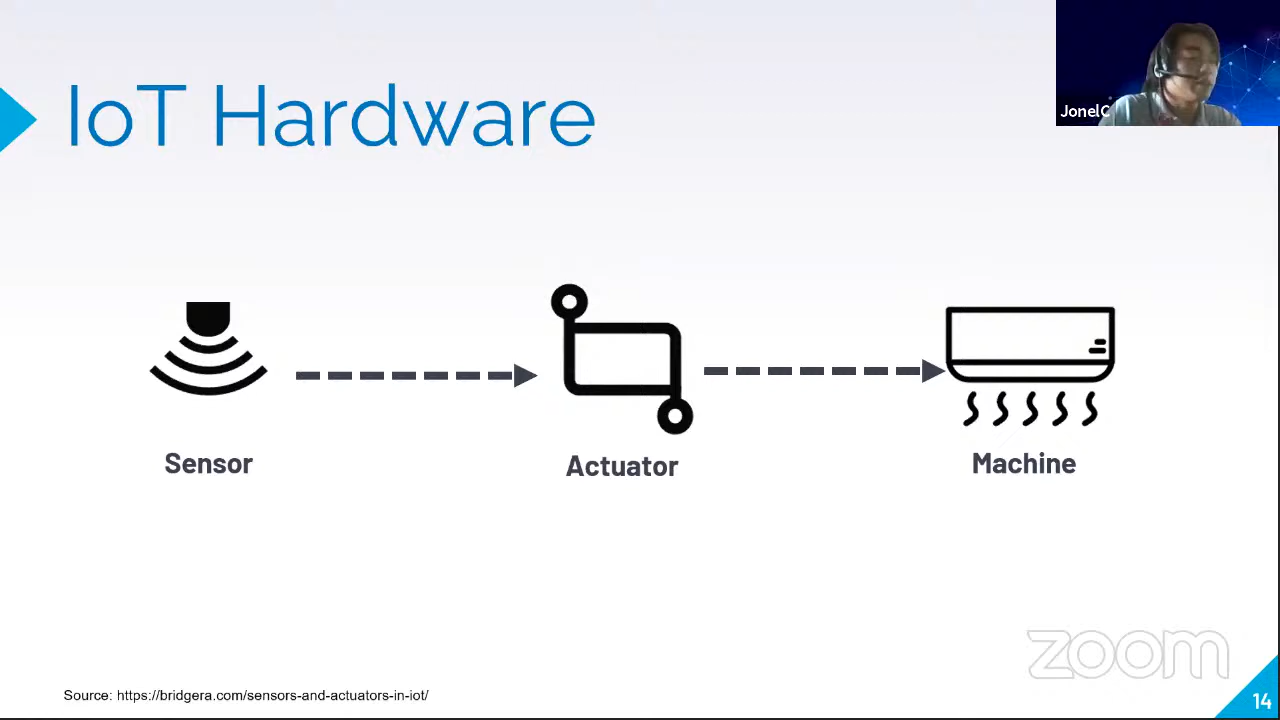 IoT Hardware
JonelC
Sensor
Actuator
Machine
zoom
Source: https://bridgera.com/sensors-and-actuators-in-iot/
14